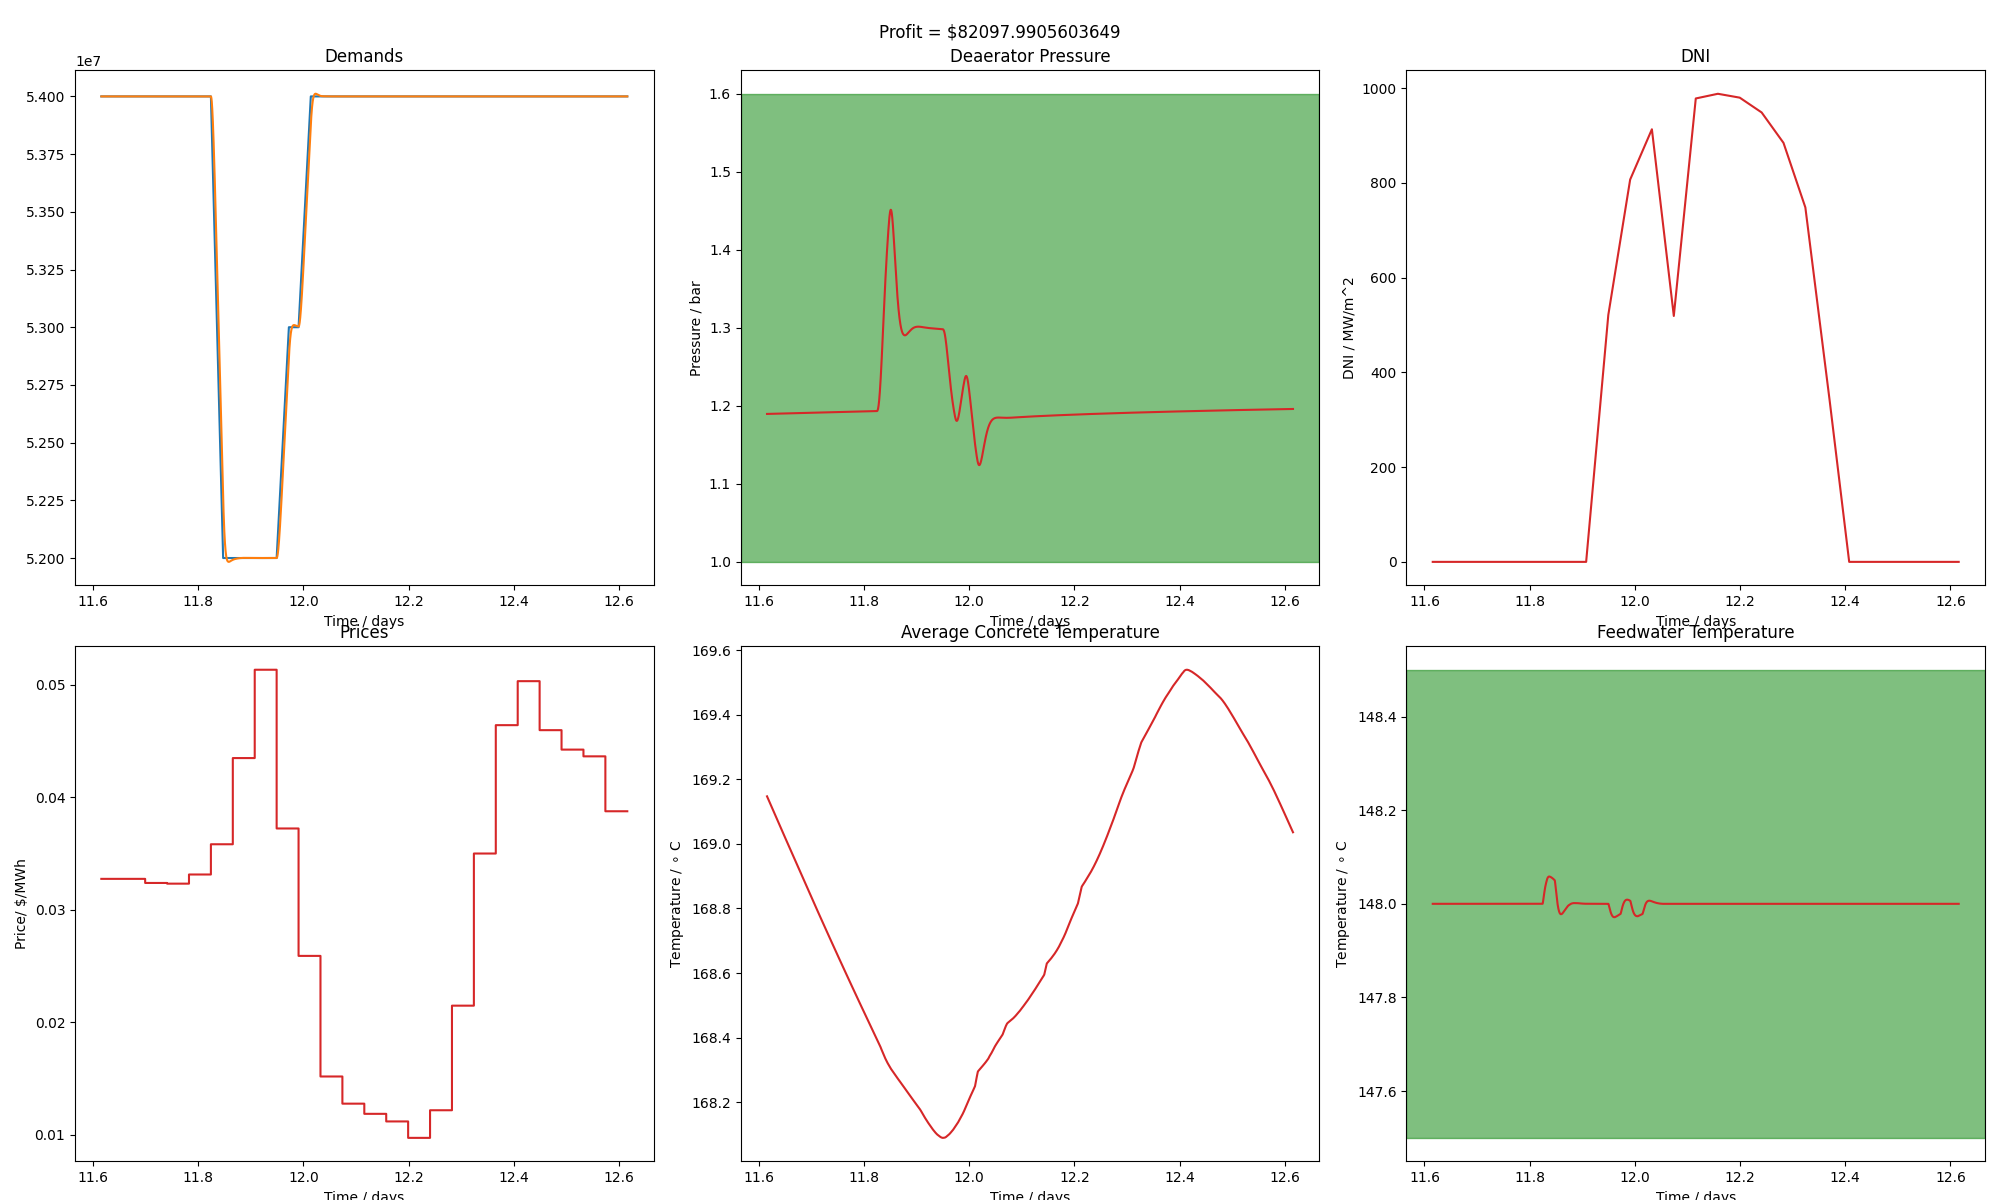 Profit = $82097.9905603649
Demands
1e7
5.400
5.375
5.350
5.325
5.300
5.275
5.250
5.225
5.200
11.6 11.8 12.0 12.2 12.4 12.6
Time / days
Deaerator Pressure
Pressure / bar
1.6
1.5
1.4
1.3
1.2
1.1
1.0
11.6 11.8 12.0 12.2 12.4 12.6
Time / days
DNI
DNI / MW/m^2
1000
800
600
400
200
0
11.6 11.8 12.0 12.2 12.4 12.6
Time / days
Prices
Price/ $/MWh
0.05
0.04
0.03
0.02
0.01
11.6 11.8 12.0 12.2 12.4 12.6
Time / days
Average Concrete Temperature
Temperature / ∘ C
169.6
169.4
169.2
169.0
168.8
168.6
168.4
168.2
11.6 11.8 12.0 12.2 12.4 12.6
Time / days
Feedwater Temperature
Temperature / ∘ C
148.4
148.2
148.0
147.8
147.6
11.6 11.8 12.0 12.2 12.4 12.6
Time / days